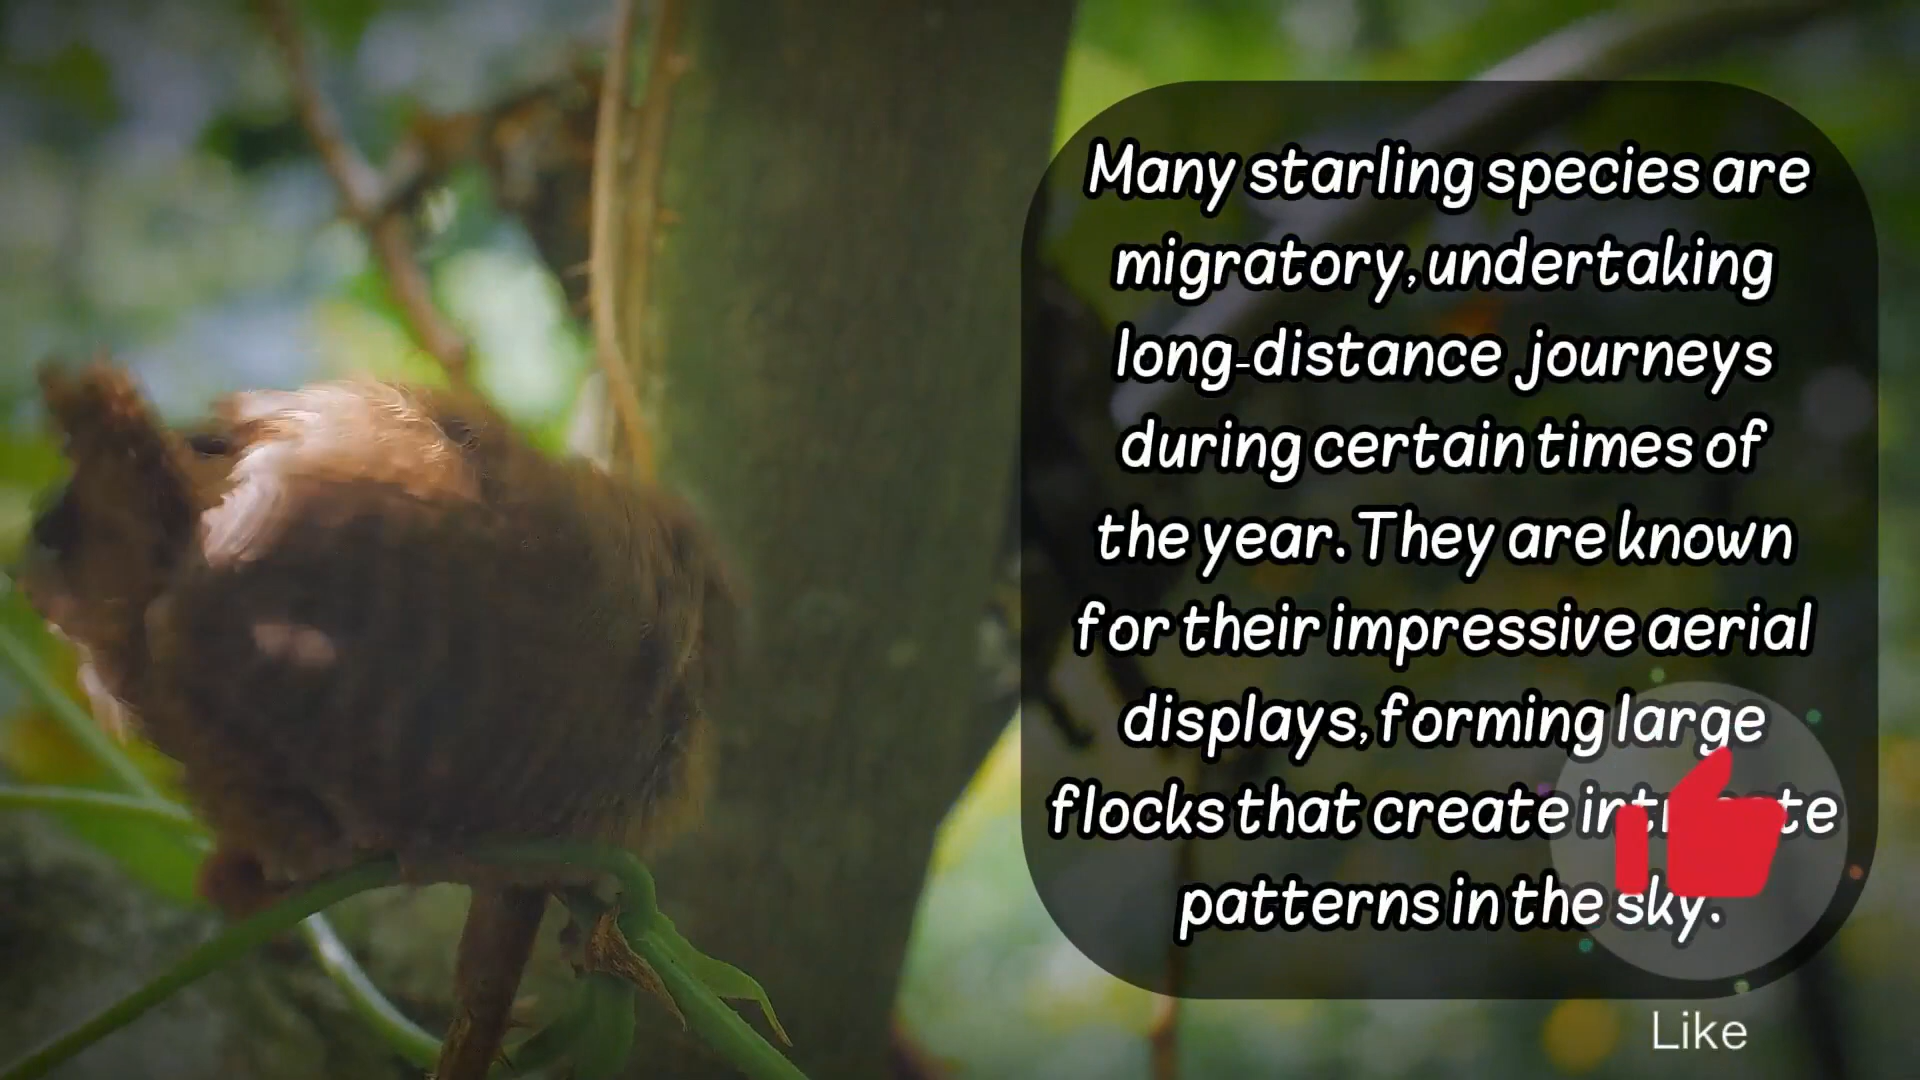 Many starling species are
migratory, undertaking
long-distance journeys
during certain times of
the year. They are known
for their impressive aerial
displays, forming large
flocks that create
patterns in the sky.
Like